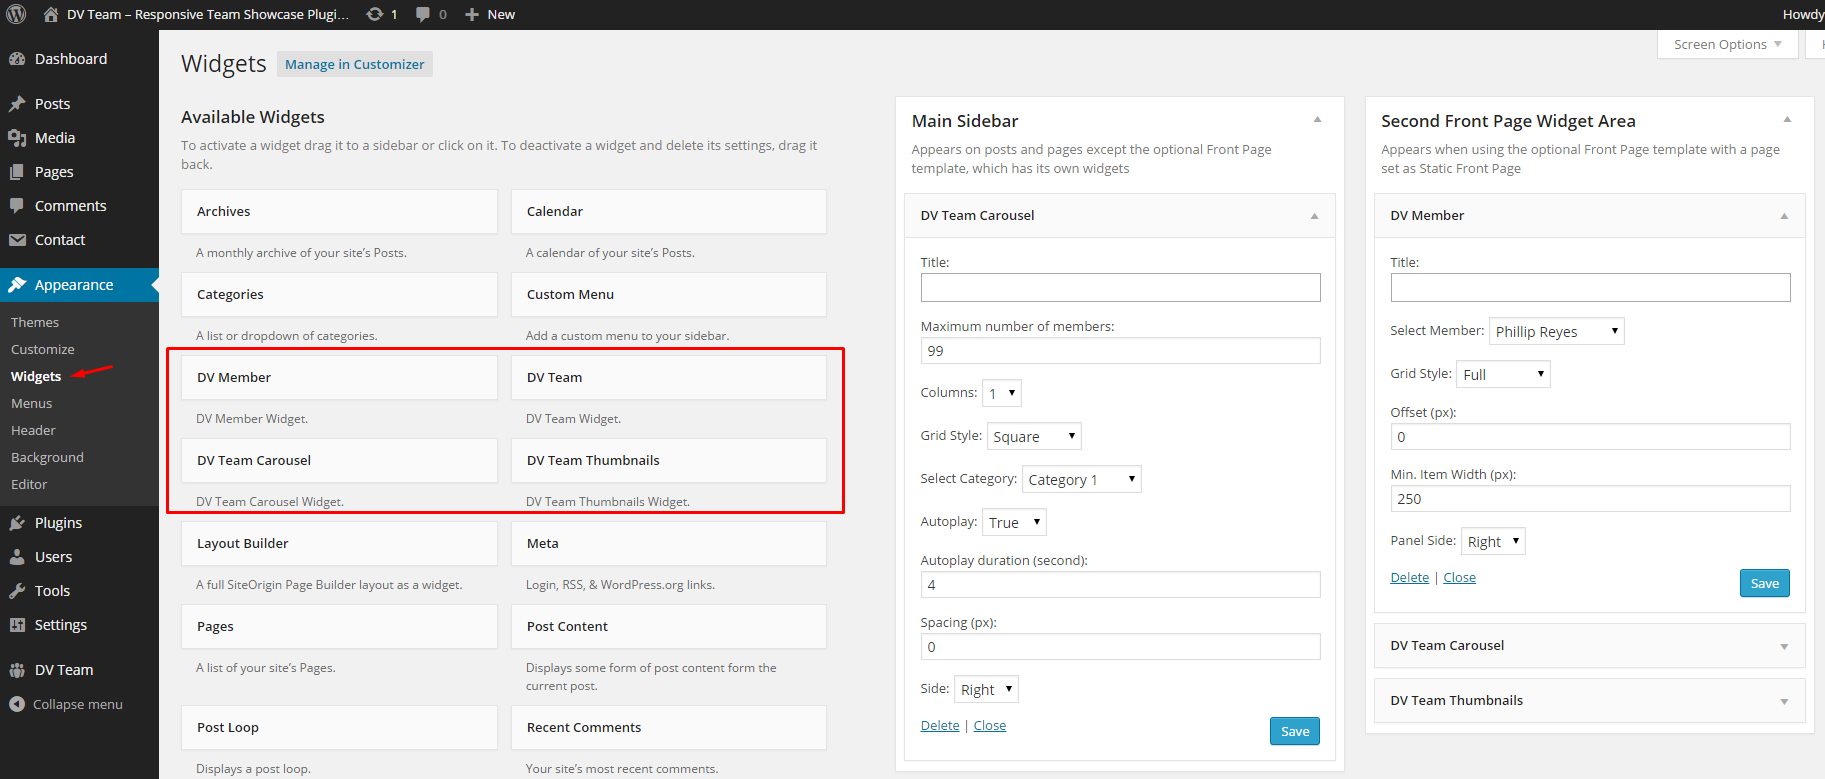 DV Team – Responsive Team Showcase Plugi... 1 0 New Howdy
Dashboard
Posts
Media
Pages
Comments
Contact
Appearance
Themes
Customize
Widgets
Menus
Header
Background
Editor
Plugins
Users
Tools
Settings
DV Team
Collapse menu
Screen Options
Widgets Manage in Customizer
Available Widgets
To activate a widget drag it to a sidebar or click on it. To deactivate a widget and delete its settings, drag it
back.
Archives Calendar
A monthly archive of your site's Posts. A calendar of your site's Posts.
Categories Custom Menu
A list or dropdown of categories. Add a custom menu to your sidebar.
DV Member DV Team
DV Member Widget. DV Team Widget.
DV Team Carousel DV Team Thumbnails
DV Team Carousel Widget. DV Team Thumbnails Widget.
Layout Builder Meta
A full SiteOrigin Page Builder layout as a widget. Login, RSS, & WordPress.org links.
Pages Post Content
A list of your site's Pages. Displays some form of post content form the
current post.
Post Loop Recent Comments
Displays a post loop. Your site's most recent comments.
Main Sidebar
Appears on posts and pages except the optional Front Page
template, which has its own widgets
DV Team Carousel
Title:
Maximum number of members:
99
Columns: 1
Grid Style: Square
Select Category: Category 1
Autoplay: True
Autoplay duration (second):
4
Spacing (px):
0
Side: Right
Delete | Close Save
Second Front Page Widget Area
Appears when using the optional Front Page template with a page
set as Static Front Page
DV Member
Title:
Select Member: Phillip Reyes
Grid Style: Full
Offset (px):
0
Min. Item Width (px):
250
Panel Side: Right
Delete | Close Save
DV Team Carousel
DV Team Thumbnails